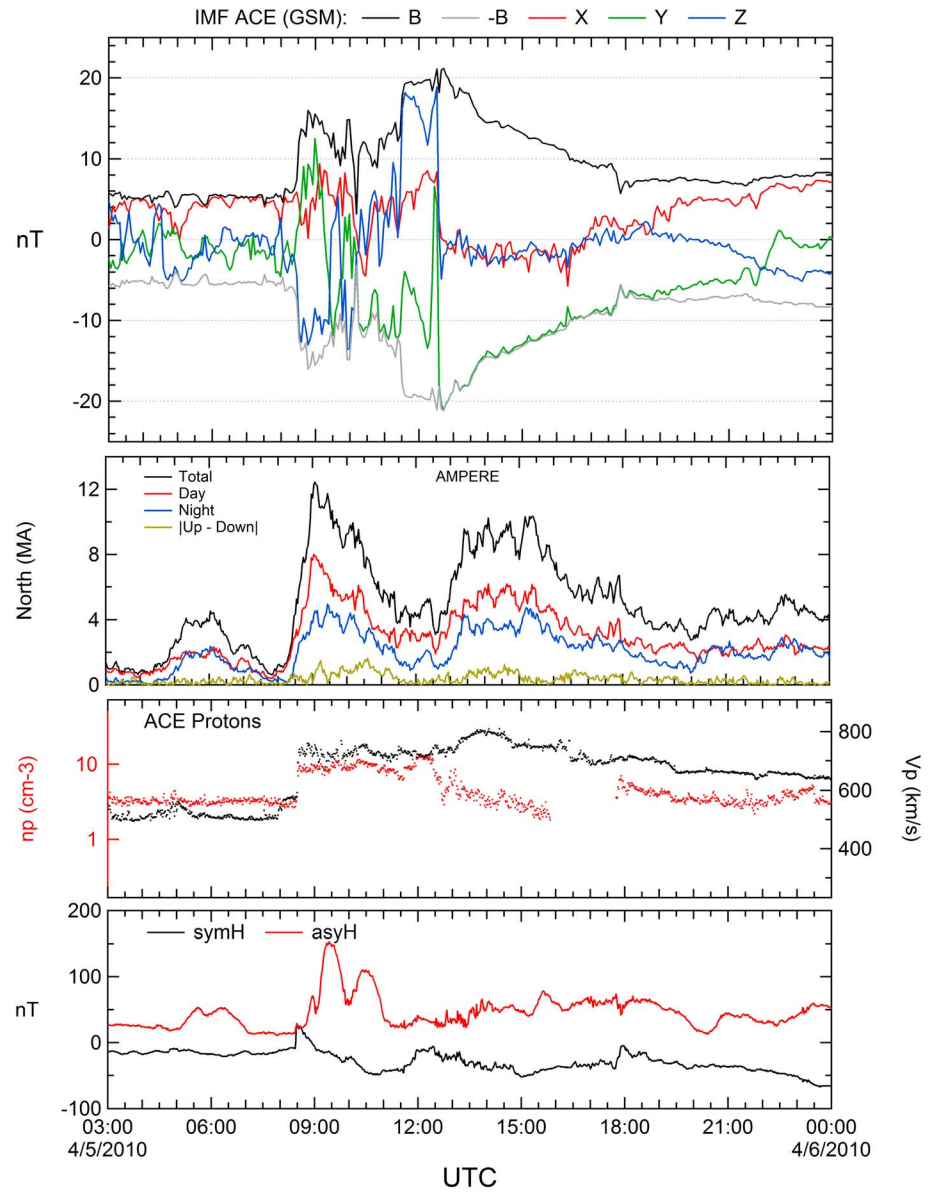 IMF ACE (GSM): B -B X Y Z
20
10
0
-10
-20
nT
AMPERE
Total
Day
Night
|Up - Down|
12
8
4
0
North (MA)
ACE Protons
10
1
np (cm-3)
800
600
400
Vp (km/s)
symH asyH
200
100
0
-100
nT
03:00 06:00 09:00 12:00 15:00 18:00 21:00 00:00
4/5/2010 4/6/2010
UTC